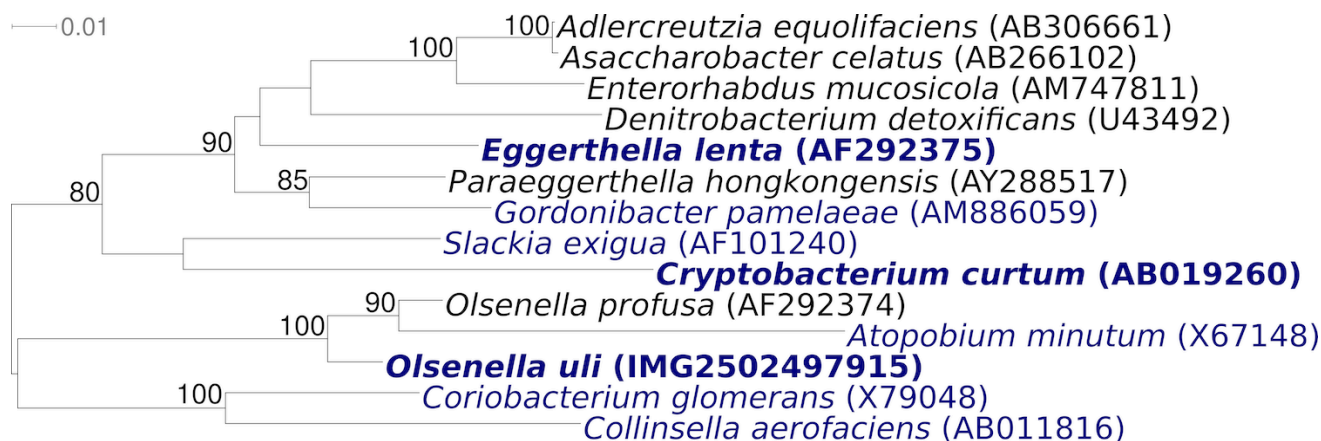 0.01
100
Adlercreutzia equolifaciens (AB306661)
100
Asaccharobacter celatus (AB266102)
Enterorhabdus mucosicola (AM747811)
Denitrobacterium detoxificans (U43492)
90
Eggerthella lenta (AF292375)
85
Paraeggerthella hongkongensis (AY288517)
80
Gordonibacter pamelaeae (AM886059)
Slackia exigua (AF101240)
Cryptobacterium curtum (AB019260)
90
Olsenella profusa (AF292374)
100
Atopobium minutum (X67148)
Olsenella uli (IMG2502497915)
100
Coriobacterium glomerans (X79048)
Collinsella aerofaciens (AB011816)